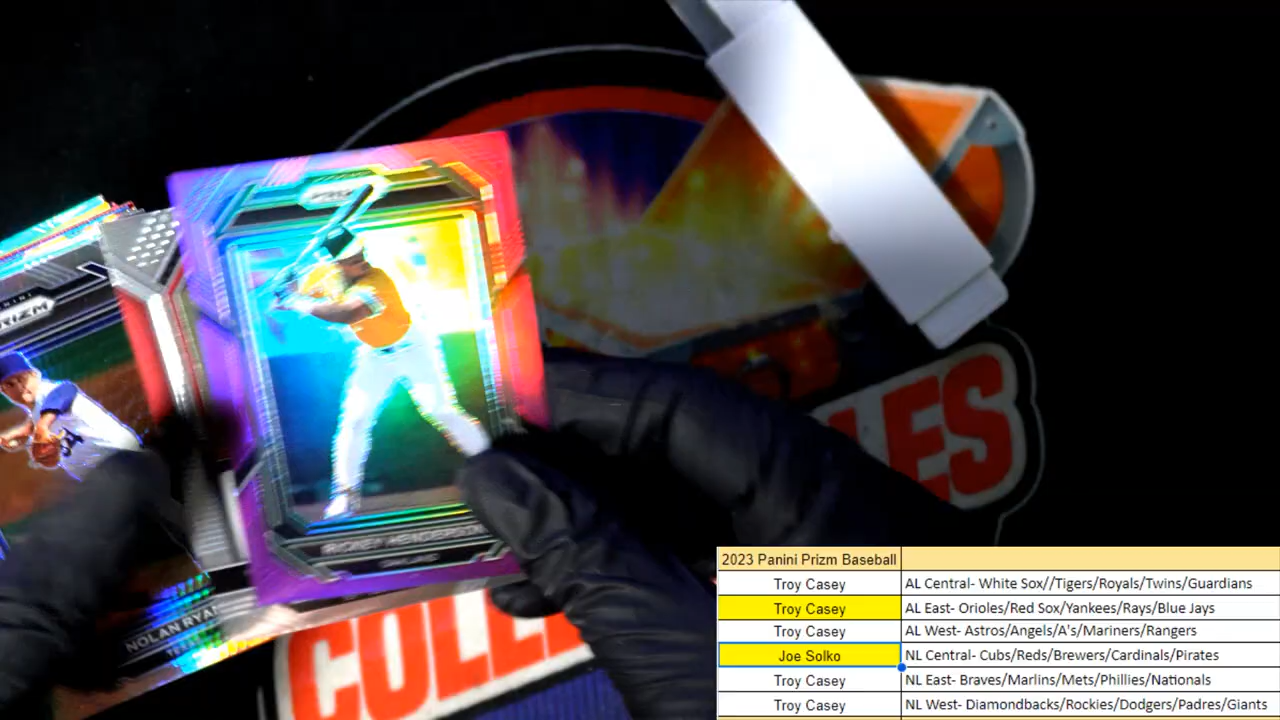 PRIZM
RICKEY HENDERSON
NOLAN RYAN
COLLES
2023 Panini Prizm Baseball
Troy Casey AL Central- White Sox//Tigers/Royals/Twins/Guardians
Troy Casey AL East- Orioles/Red Sox/Yankees/Rays/Blue Jays
Troy Casey AL West- Astros/Angels/A's/Mariners/Rangers
Joe Solko NL Central- Cubs/Reds/Brewers/Cardinals/Pirates
Troy Casey NL East- Braves/Marlins/Mets/Phillies/Nationals
Troy Casey NL West- Diamondbacks/Rockies/Dodgers/Padres/Giants